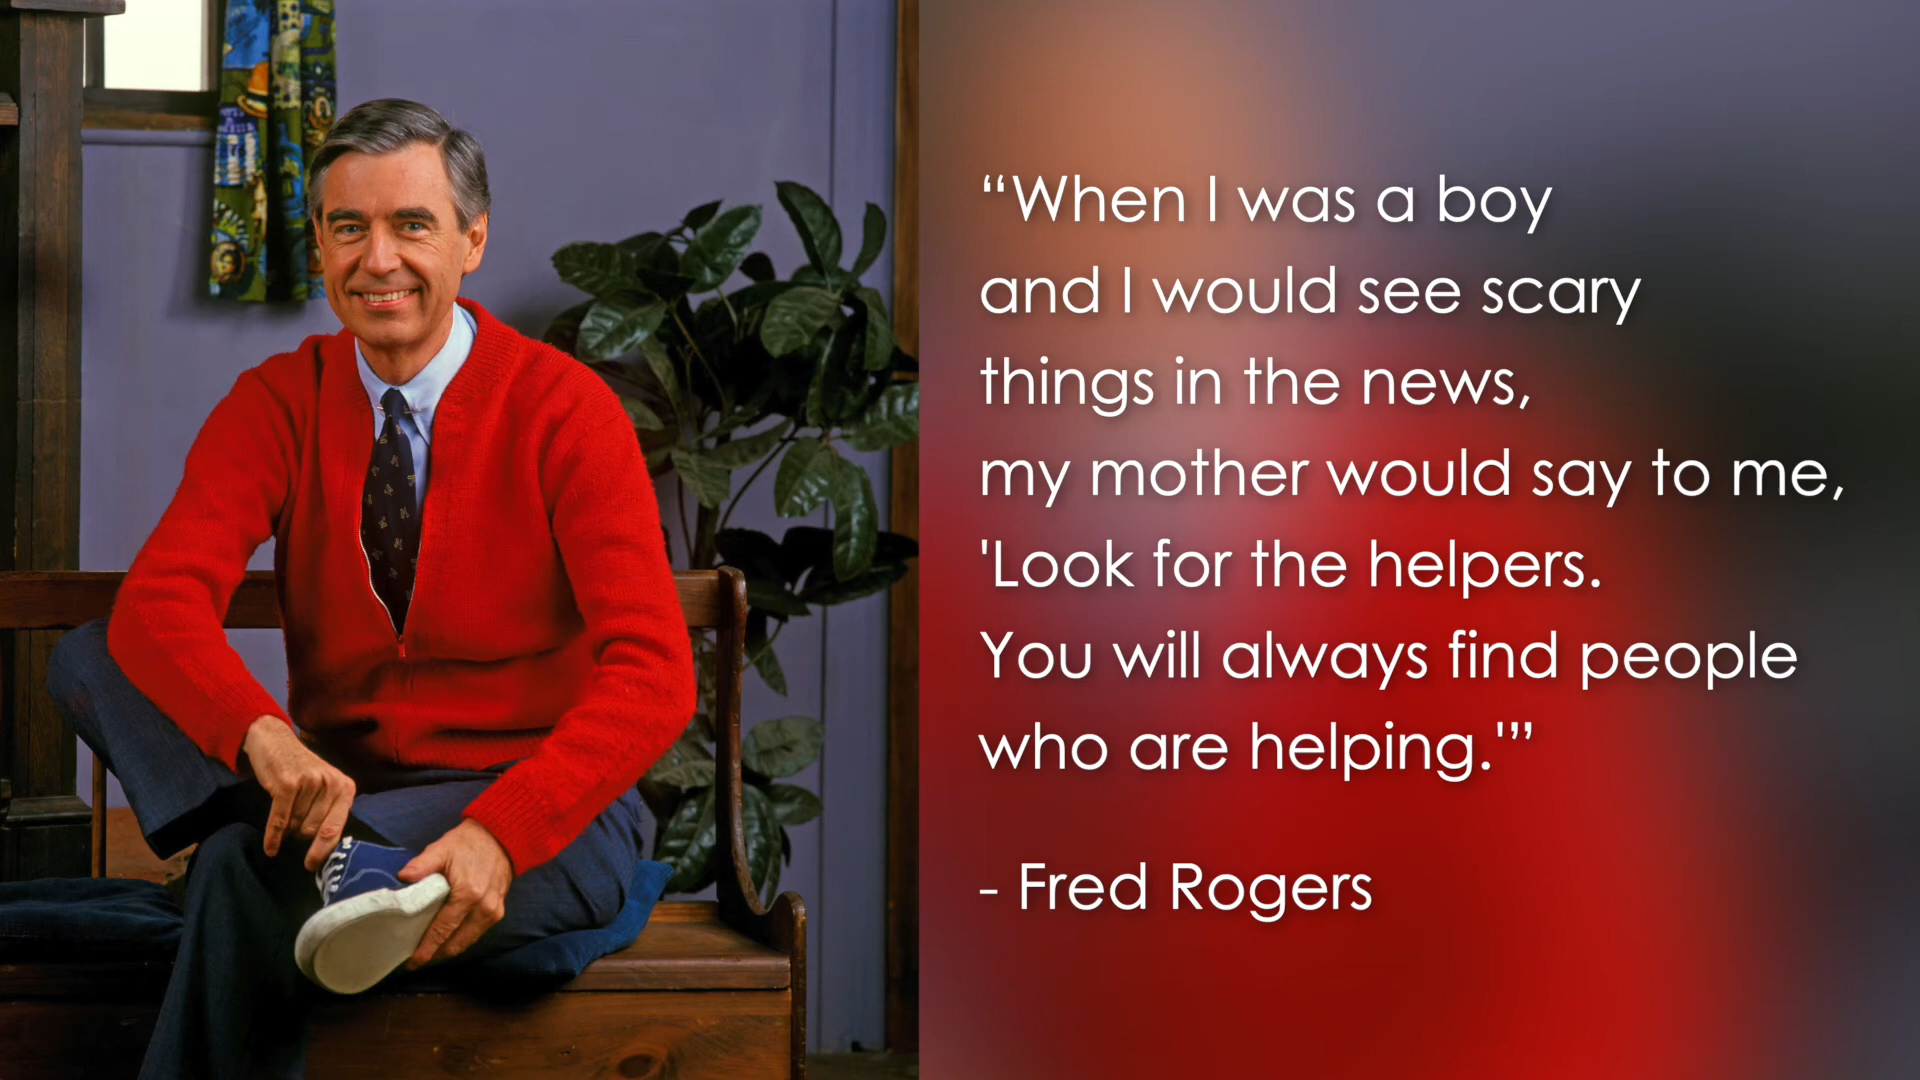 “When I was a boy
and I would see scary
things in the news,
my mother would say to me,
'Look for the helpers.
You will always find people
who are helping.'”
- Fred Rogers